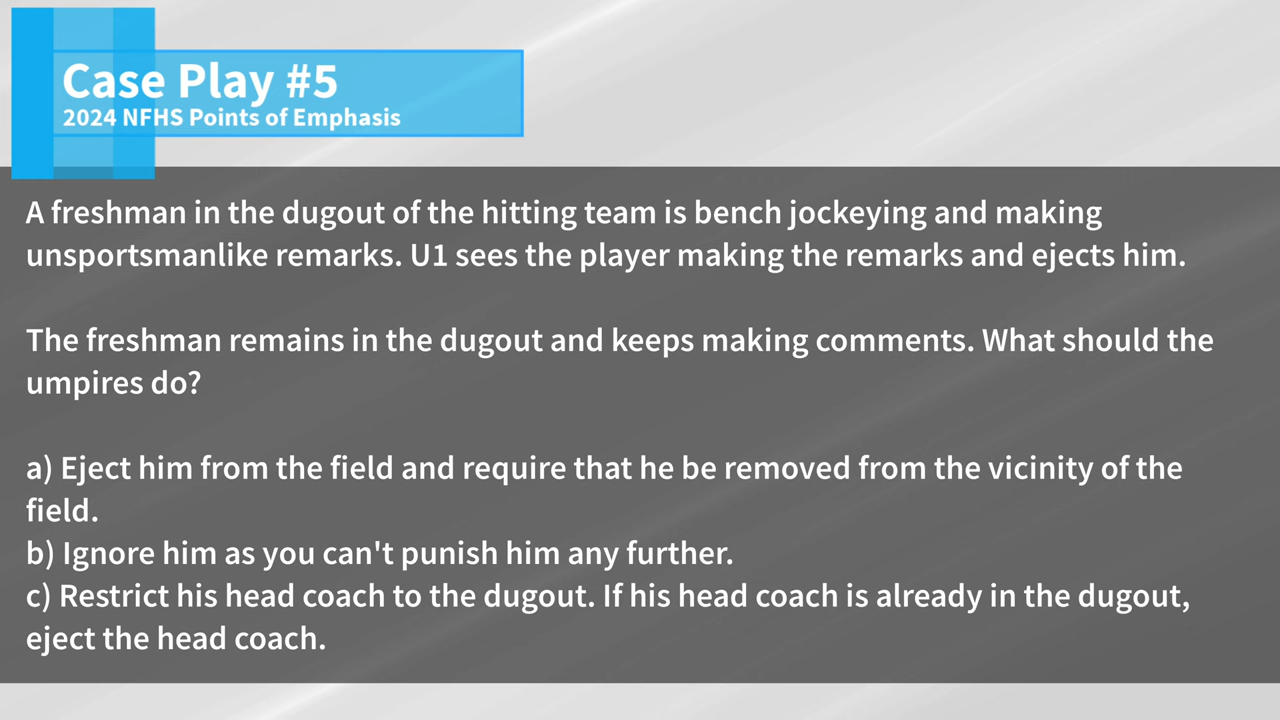 Case Play #5
2024 NFHS Points of Emphasis
A freshman in the dugout of the hitting team is bench jockeying and making
unsportsmanlike remarks. U1 sees the player making the remarks and ejects him.
The freshman remains in the dugout and keeps making comments. What should the
umpires do?
a) Eject him from the field and require that he be removed from the vicinity of the
field.
b) Ignore him as you can't punish him any further.
c) Restrict his head coach to the dugout. If his head coach is already in the dugout,
eject the head coach.